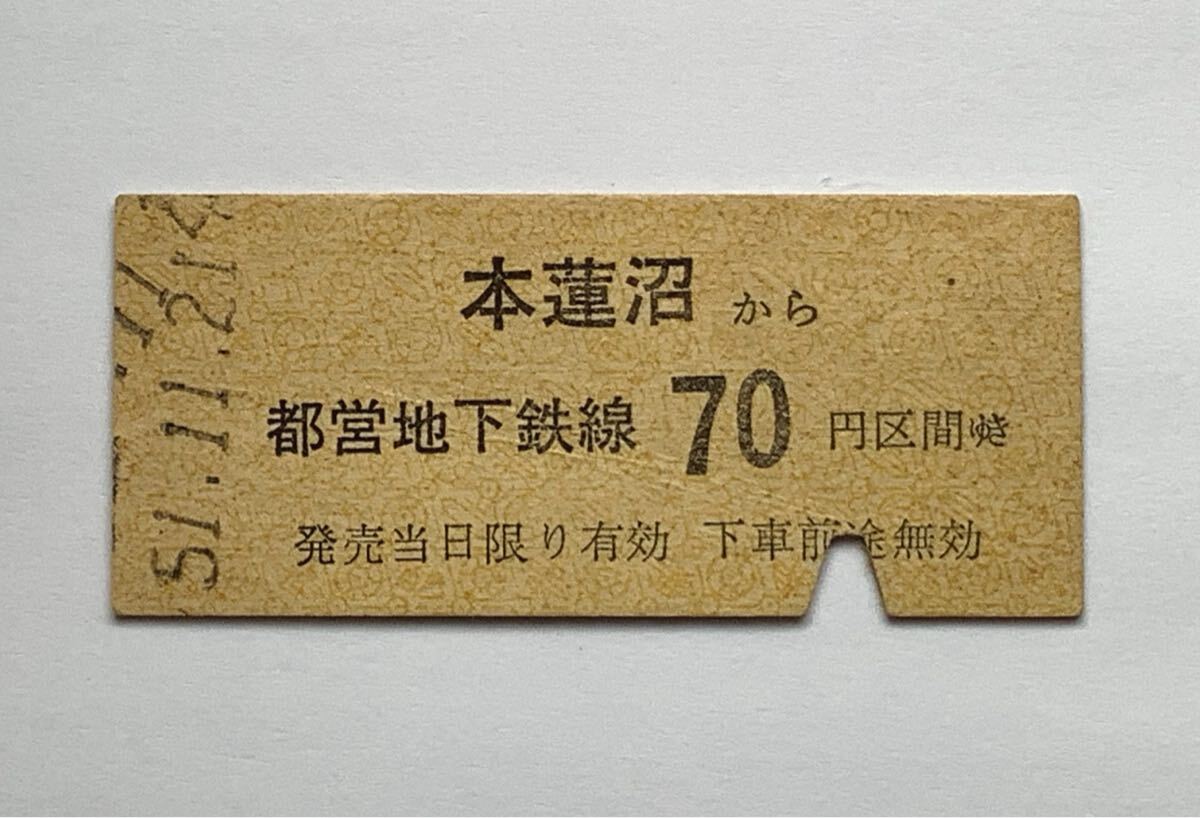 本蓮沼 から
都営地下鉄線 70 円区間ゆき
発売当日限り有効 下車前途無効
51.11.21